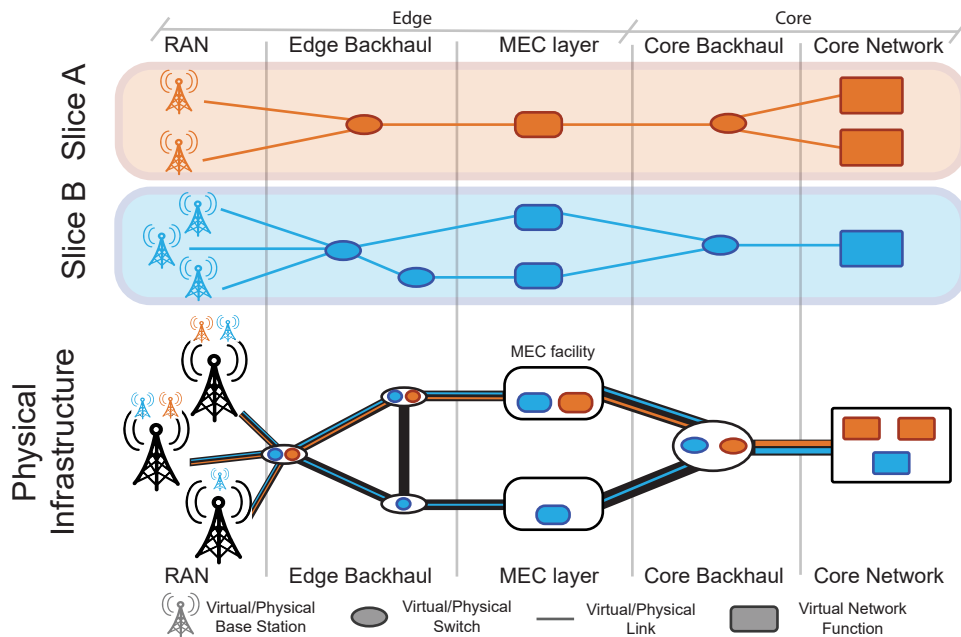 Edge
Core
RAN
Edge Backhaul
MEC layer
Core Backhaul
Core Network
Slice A
Slice B
Physical
Infrastructure
MEC facility
RAN
Edge Backhaul
MEC layer
Core Backhaul
Core Network
Virtual/Physical
Base Station
Virtual/Physical
Switch
Virtual/Physical
Link
Virtual Network
Function